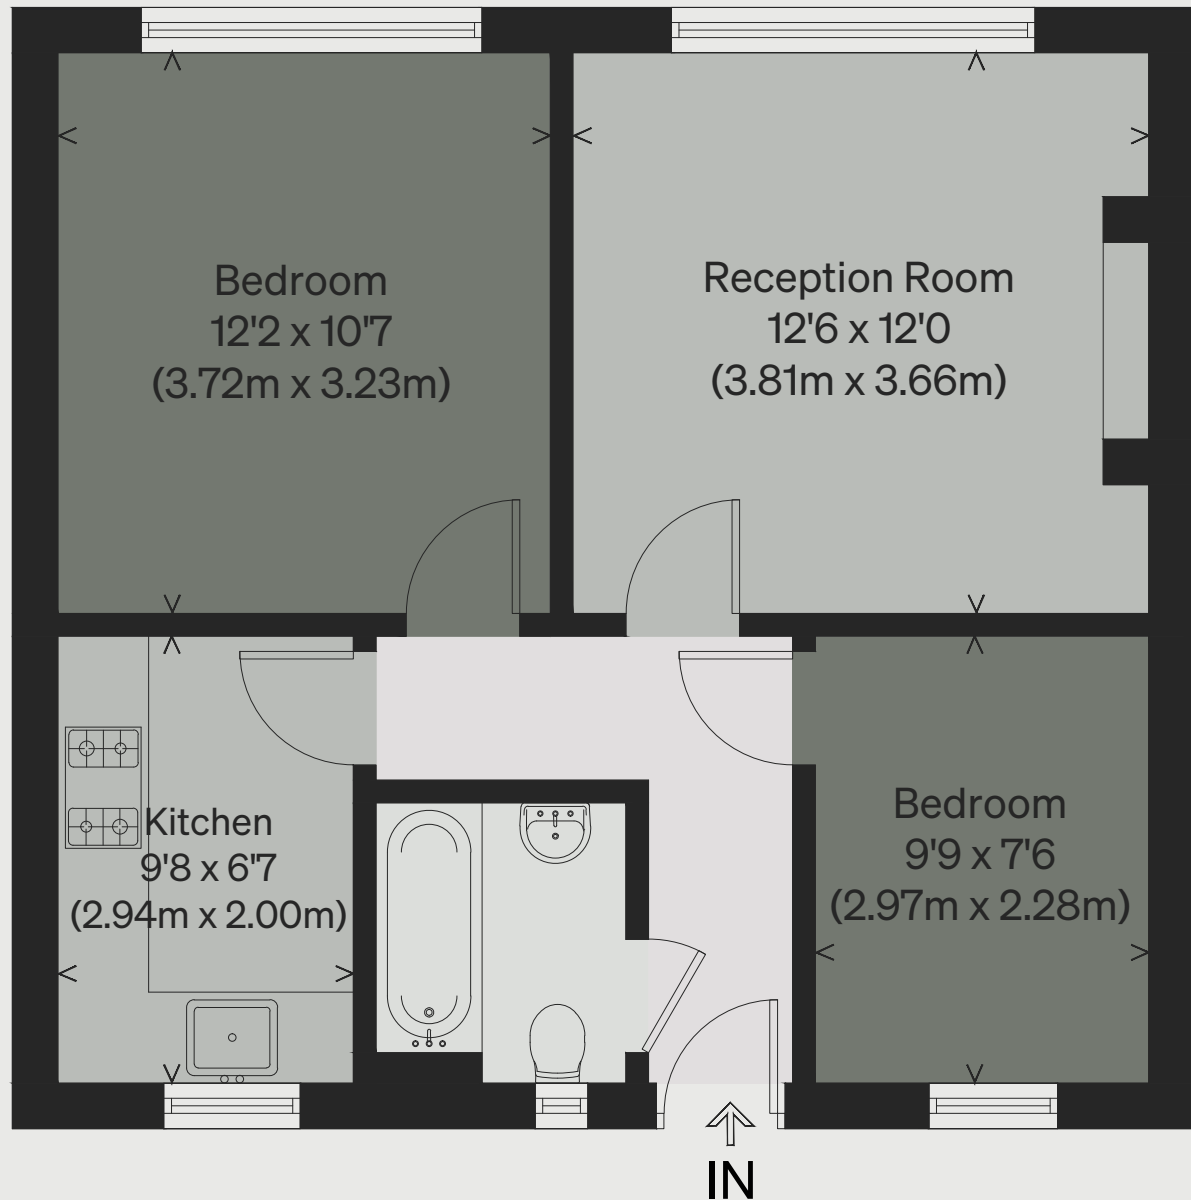 Bedroom
12'2 x 10'7
(3.72m x 3.23m)
Reception Room
12'6 x 12'0
(3.81m x 3.66m)
Kitchen
9'8 x 6'7
(2.94m x 2.00m)
Bedroom
9'9 x 7'6
(2.97m x 2.28m)
IN